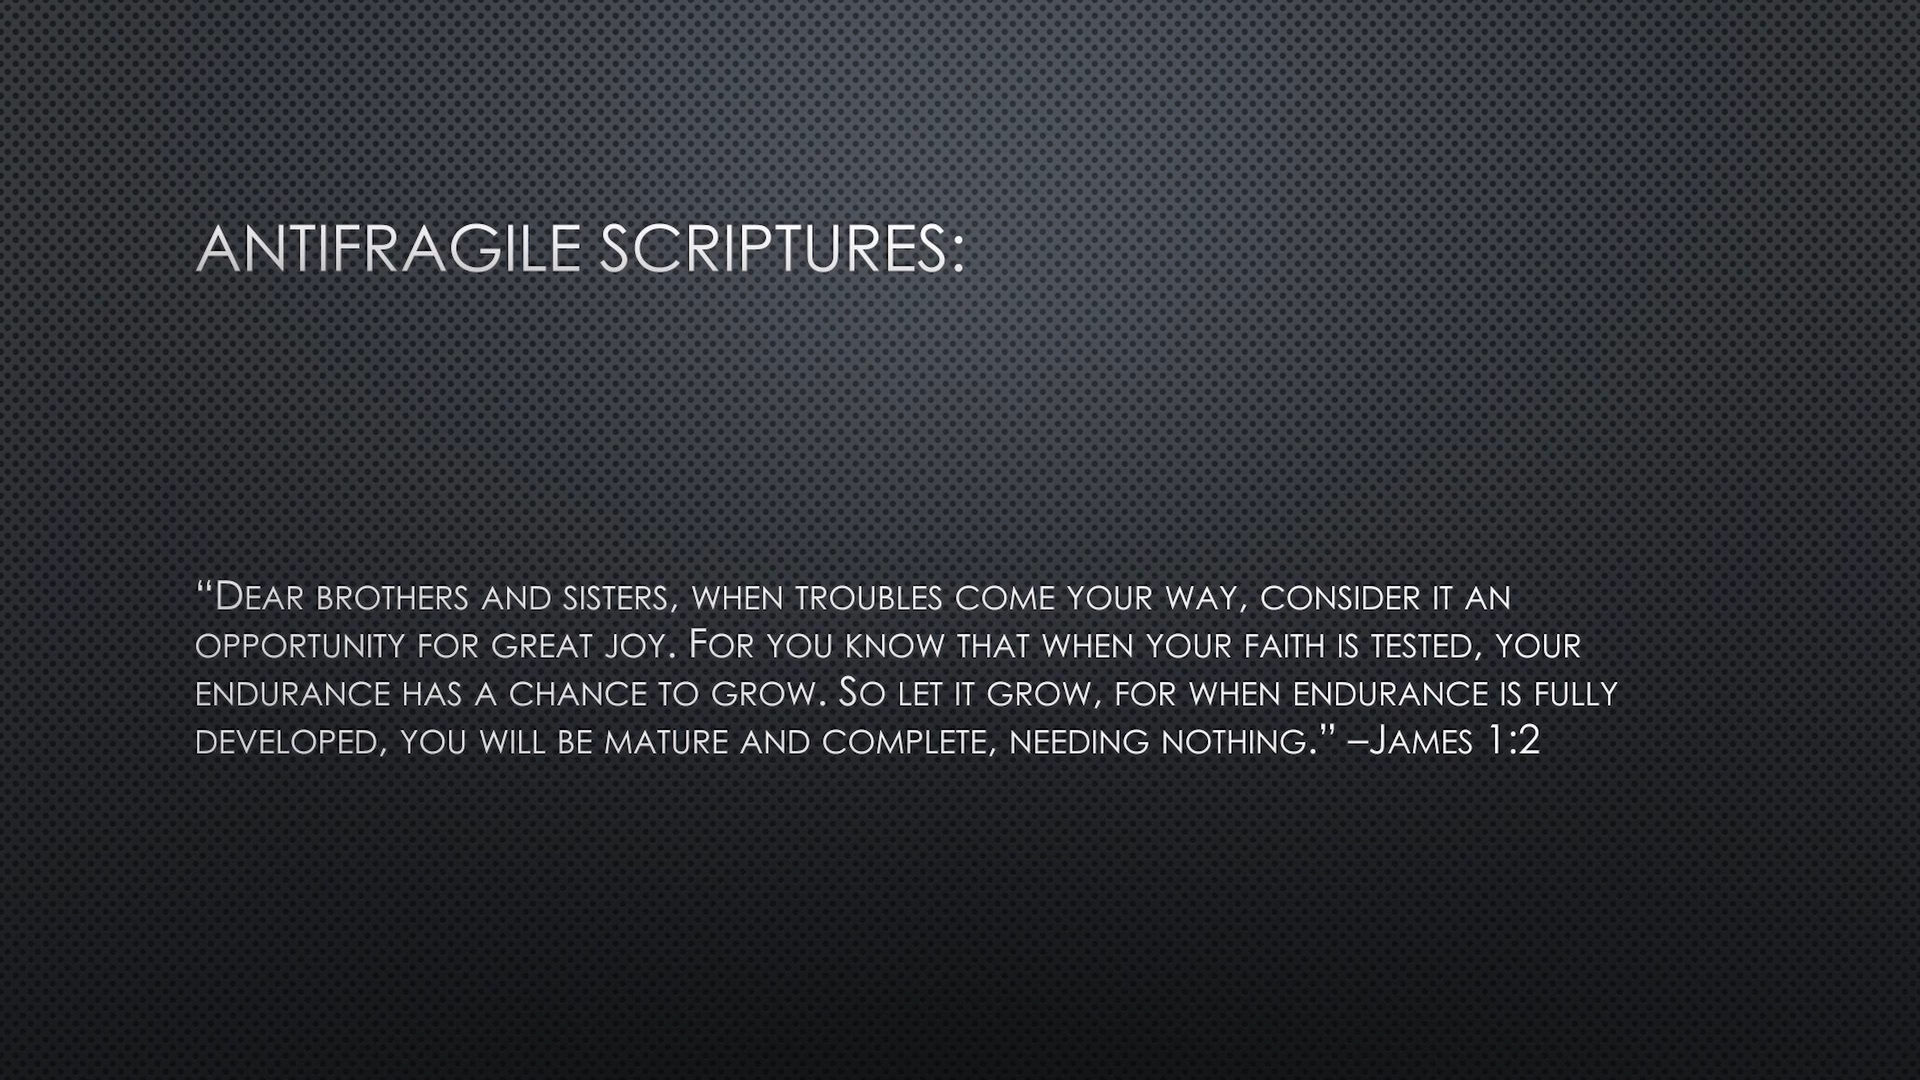 ANTIFRAGILE SCRIPTURES:
“Dear brothers and sisters, when troubles come your way, consider it an
opportunity for great joy. For you know that when your faith is tested, your
endurance has a chance to grow. So let it grow, for when endurance is fully
developed, you will be mature and complete, needing nothing.” –James 1:2